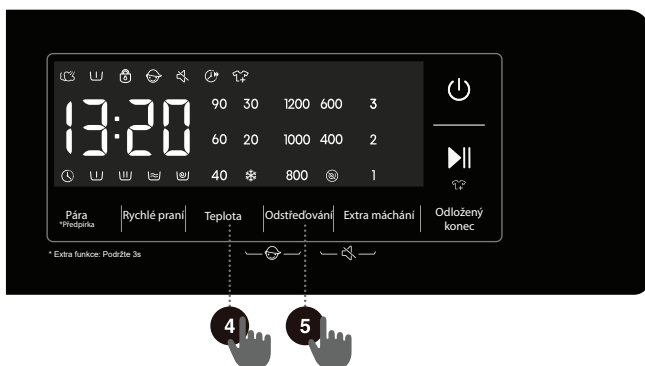 13:20
90 30 1200 600 3
60 20 1000 400 2
40 800 1
Pára
*Předpírka
Rychlé praní
Teplota
Odstřeďování
Extra máchání
Odložený
konec
* Extra funkce: Podržte 3s
4 5